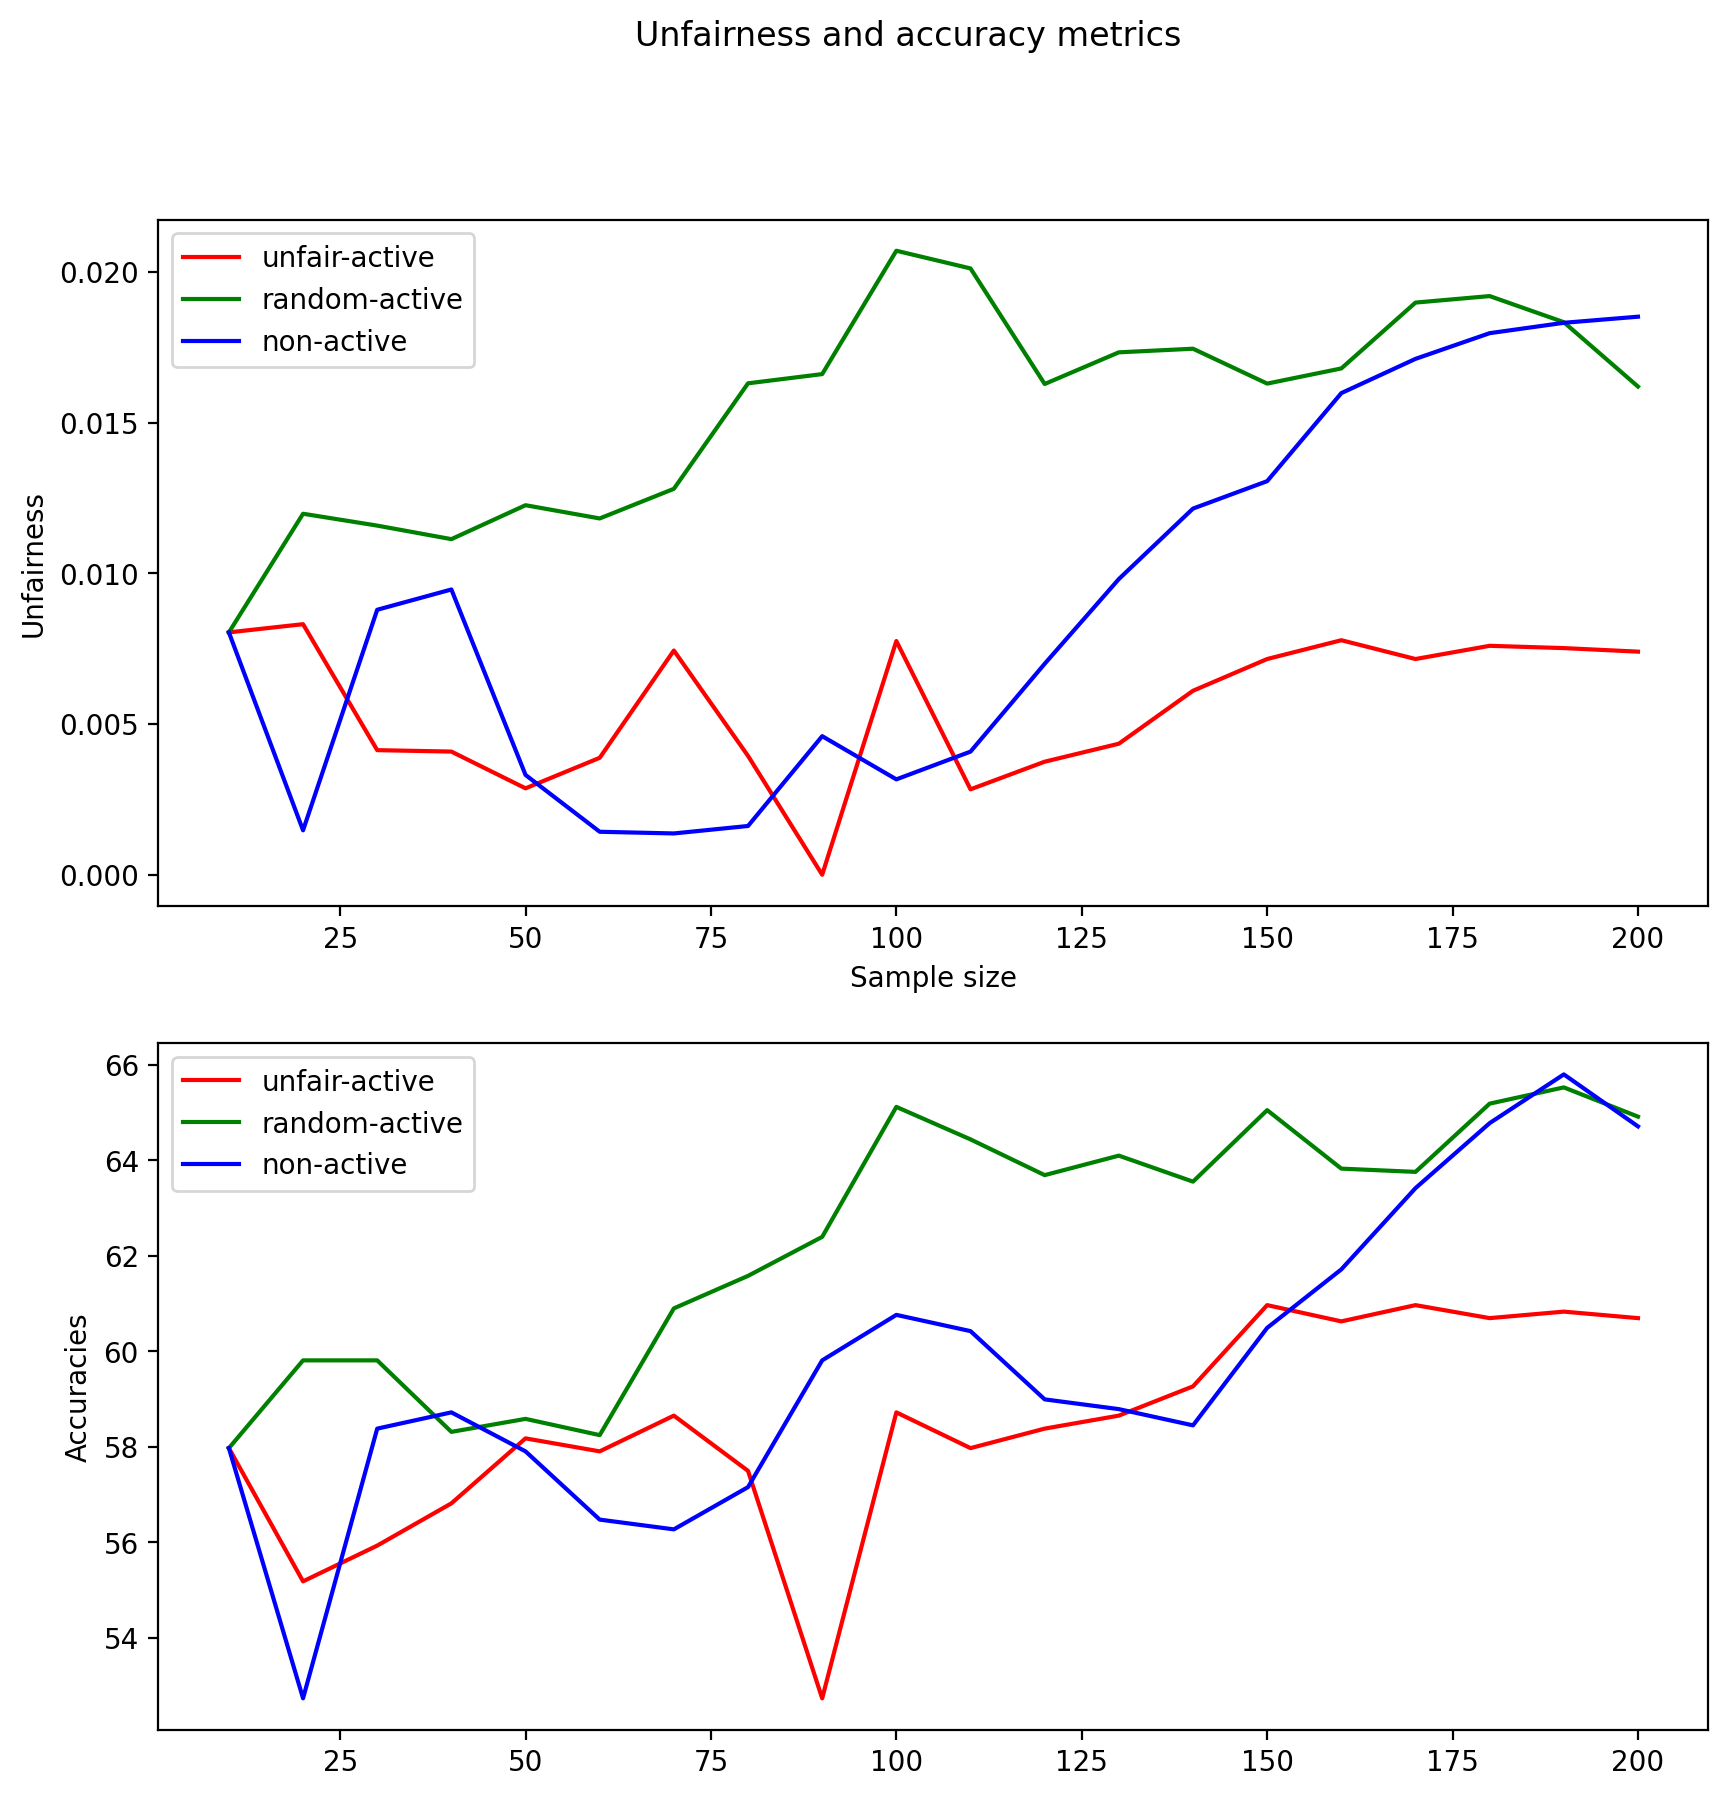 Unfairness and accuracy metrics
unfair-active
random-active
non-active
0.020
0.015
0.010
0.005
0.000
Unfairness
25 50 75 100 125 150 175 200
Sample size
unfair-active
random-active
non-active
66
64
62
60
58
56
54
Accuracies
25 50 75 100 125 150 175 200